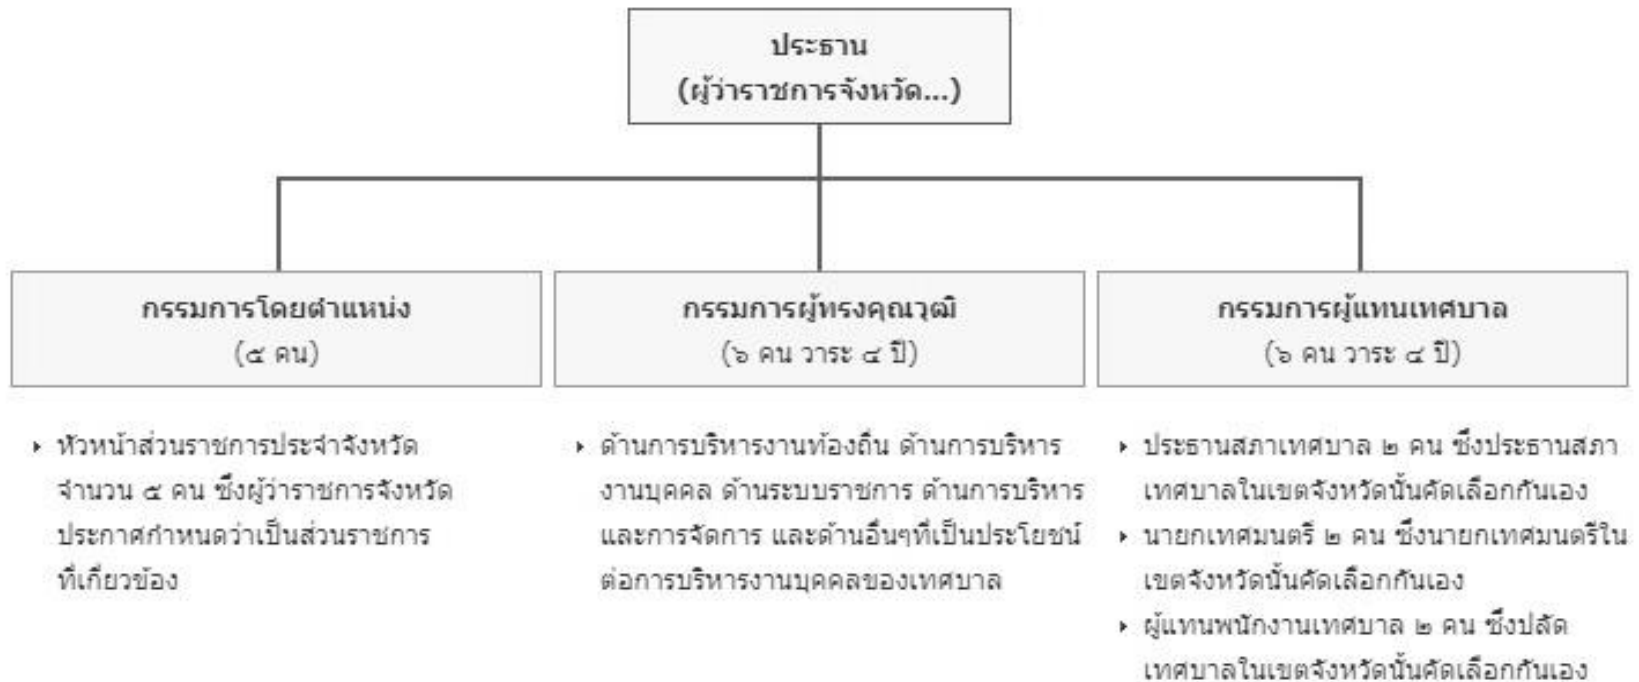 ประธาน
(ผู้ว่าราชการจังหวัด...)
กรรมการโดยตำแหน่ง
(๕ คน)
กรรมการผู้ทรงคุณวุฒิ
(๖ คน วาระ ๔ ปี)
กรรมการผู้แทนเทศบาล
(๖ คน วาระ ๔ ปี)
หัวหน้าส่วนราชการประจำจังหวัด
จำนวน ๕ คน ซึ่งผู้ว่าราชการจังหวัด
ประกาศกำหนดว่าเป็นส่วนราชการ
ที่เกี่ยวข้อง
ด้านการบริหารงานท้องถิ่น ด้านการบริหาร
งานบุคคล ด้านระบบราชการ ด้านการบริหาร
และการจัดการ และด้านอื่นๆที่เป็นประโยชน์
ต่อการบริหารงานบุคคลของเทศบาล
ประธานสภาเทศบาล ๒ คน ซึ่งประธานสภา
เทศบาลในเขตจังหวัดนั้นคัดเลือกกันเอง
นายกเทศมนตรี ๒ คน ซึ่งนายกเทศมนตรีใน
เขตจังหวัดนั้นคัดเลือกกันเอง
ผู้แทนพนักงานเทศบาล ๒ คน ซึ่งปลัด
เทศบาลในเขตจังหวัดนั้นคัดเลือกกันเอง